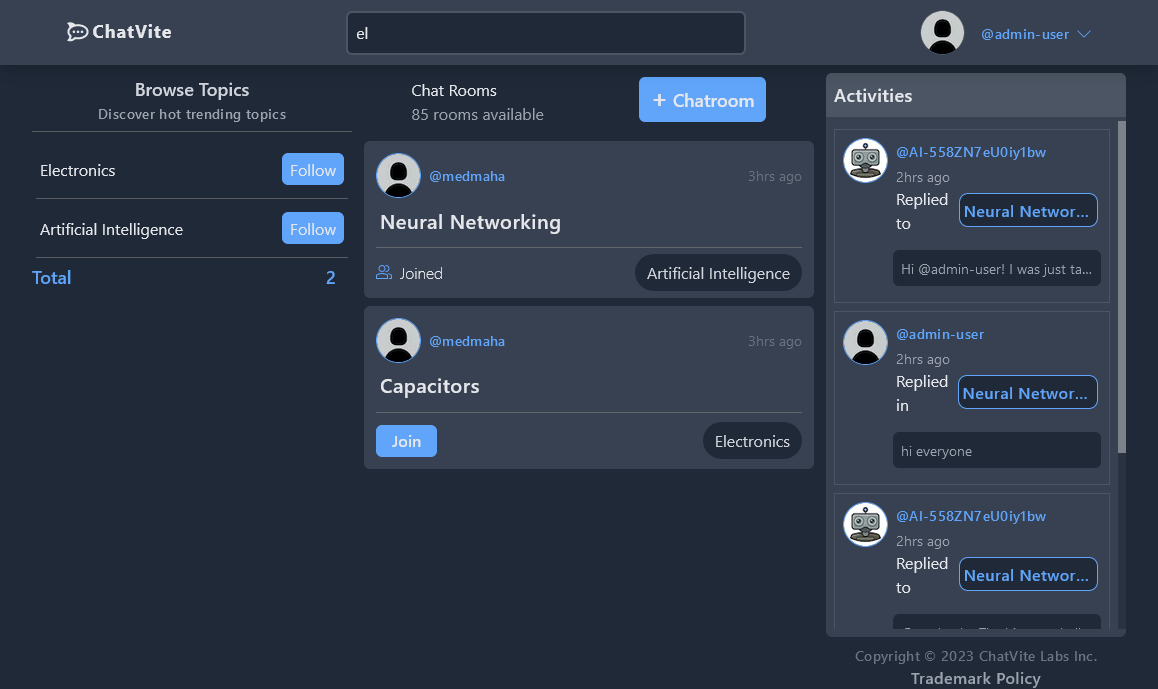 ChatVite
el
@admin-user
Browse Topics
Discover hot trending topics
Electronics
Follow
Artificial Intelligence
Follow
Total
2
Chat Rooms
85 rooms available
+ Chatroom
@medmaha
3hrs ago
Neural Networking
Joined
Artificial Intelligence
@medmaha
3hrs ago
Capacitors
Join
Electronics
Activities
@AI-558ZN7eU0iy1bw
2hrs ago
Replied
to
Neural Networ...
Hi @admin-user! I was just ta...
@admin-user
2hrs ago
Replied
in
Neural Networ...
hi everyone
@AI-558ZN7eU0iy1bw
2hrs ago
Replied
to
Neural Networ...
Copyright © 2023 ChatVite Labs Inc.
Trademark Policy